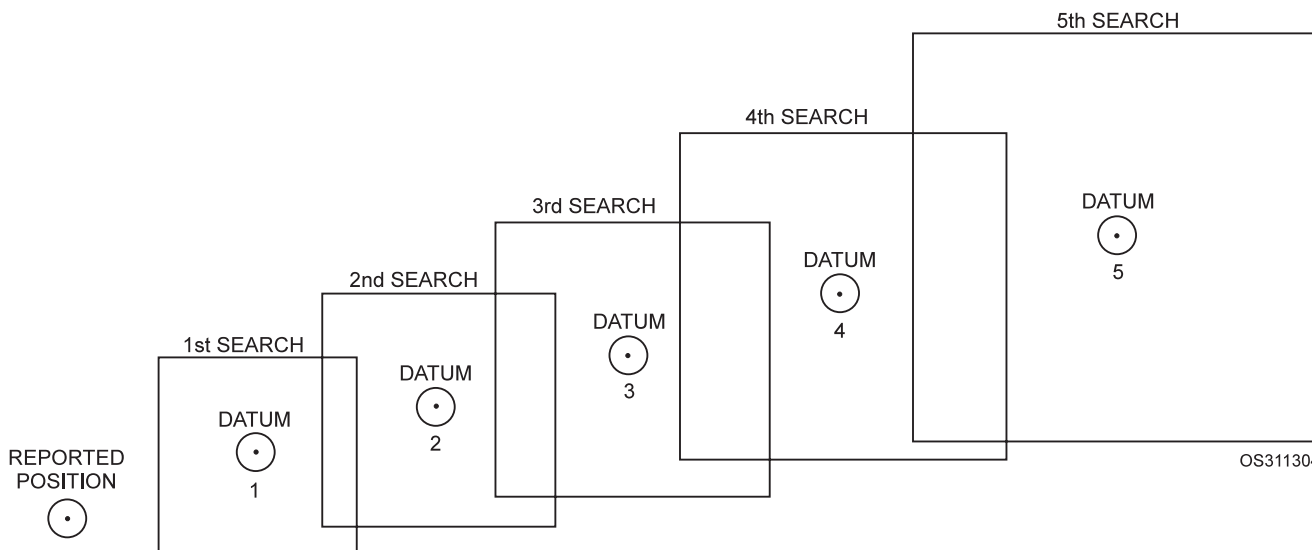 5th SEARCH
4th SEARCH
DATUM
5
3rd SEARCH
DATUM
4
2nd SEARCH
DATUM
3
1st SEARCH
DATUM
2
DATUM
1
REPORTED
POSITION
OS311304